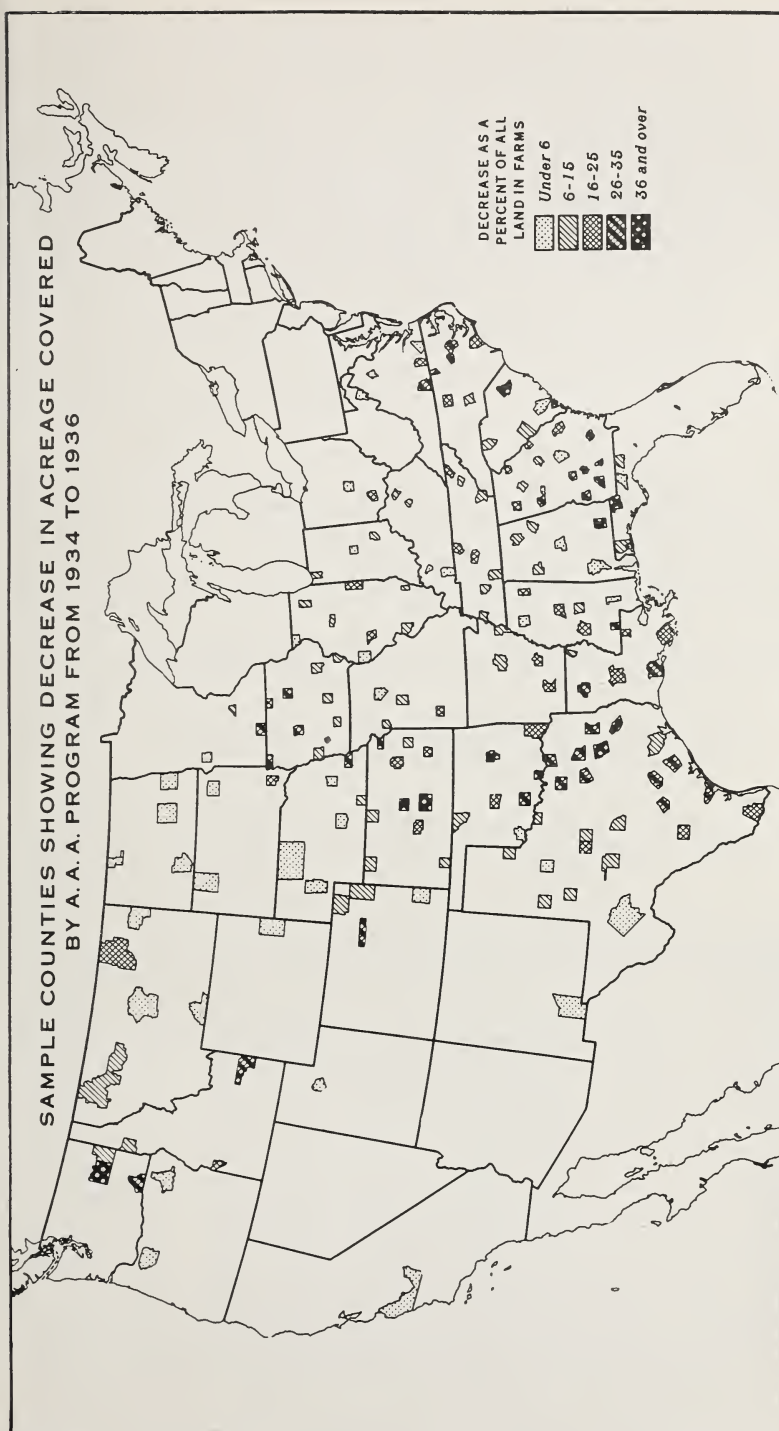 SAMPLE COUNTIES SHOWING DECREASE IN ACREAGE COVERED
BY A. A. A. PROGRAM FROM 1934 TO 1936
DECREASE AS A
PERCENT OF ALL
LAND IN FARMS
Under 6
6-15
16-25
26-35
36 and over